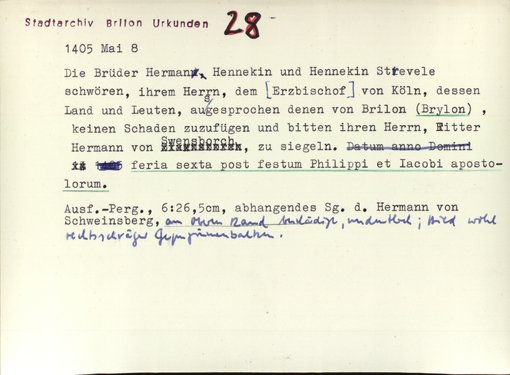 Stadtarchiv Brilon Urkunden
28
1405 Mai 8
Die Brüder Hermann, Hennekin und Hennekin Strevele
schwören, ihrem Herrn, dem [Erzbischof] von Köln, dessen
Land und Leuten, ausgesprochen denen von Brilon (Brylon) ,
keinen Schaden zuzufügen und bitten ihren Herrn, Ritter
Hermann von Swensborch, zu siegeln. Datum anno Domini
feria sexta post festum Philippi et Iacobi aposto-
lorum.
Ausf.-Perg., 6:26,5cm, abhangendes Sg. d. Hermann von
Schweinsberg, am oberen Rand beschädigt, undeutlich; Bild wohl
rechtsschräger